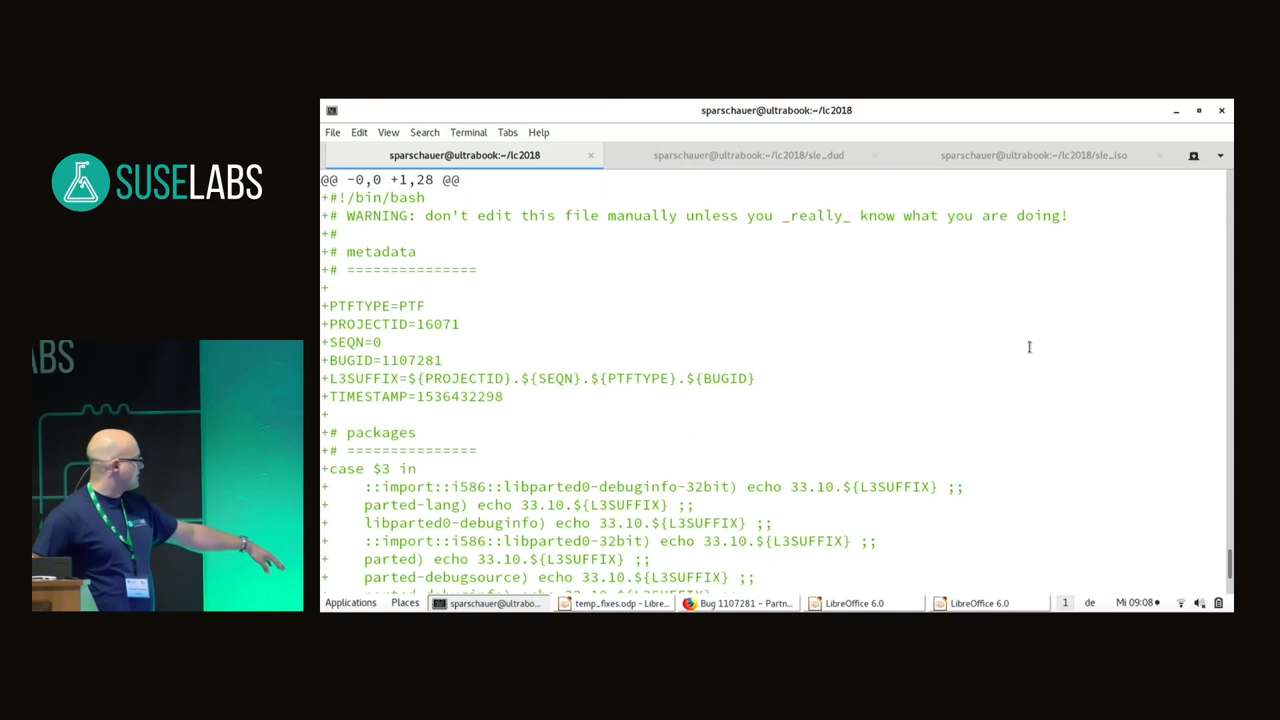 SUSELABS
sparschauer@ultrabook:~/lc2018
File Edit View Search Terminal Tabs Help
sparschauer@ultrabook:~/lc2018
sparschauer@ultrabook:~/lc2018/sle_dud
sparschauer@ultrabook:~/lc2018/sle_iso
@@ -0,0 +1,28 @@
+#!/bin/bash
+# WARNING: don't edit this file manually unless you _really_ know what you are doing!
+#
+# metadata
+# ===============
+
+PTFTYPE=PTF
+PROJECTID=16071
+SEQN=0
+BUGID=1107281
+L3SUFFIX=${PROJECTID}.${SEQN}.${PTFTYPE}.${BUGID}
+TIMESTAMP=1536432298
+
+# packages
+# ===============
+case $3 in
+    ::import::i586::libparted0-debuginfo-32bit) echo 33.10.${L3SUFFIX} ;;
+    parted-lang) echo 33.10.${L3SUFFIX} ;;
+    libparted0-debuginfo) echo 33.10.${L3SUFFIX} ;;
+    ::import::i586::libparted0-32bit) echo 33.10.${L3SUFFIX} ;;
+    parted) echo 33.10.${L3SUFFIX} ;;
+    parted-debugsource) echo 33.10.${L3SUFFIX} ;;
ABS
Applications Places sparschauer@ultrabo... temp_fixes.odp - Libre... Bug 1107281 – Partn... LibreOffice 6.0 LibreOffice 6.0 1 de Mi 09:08